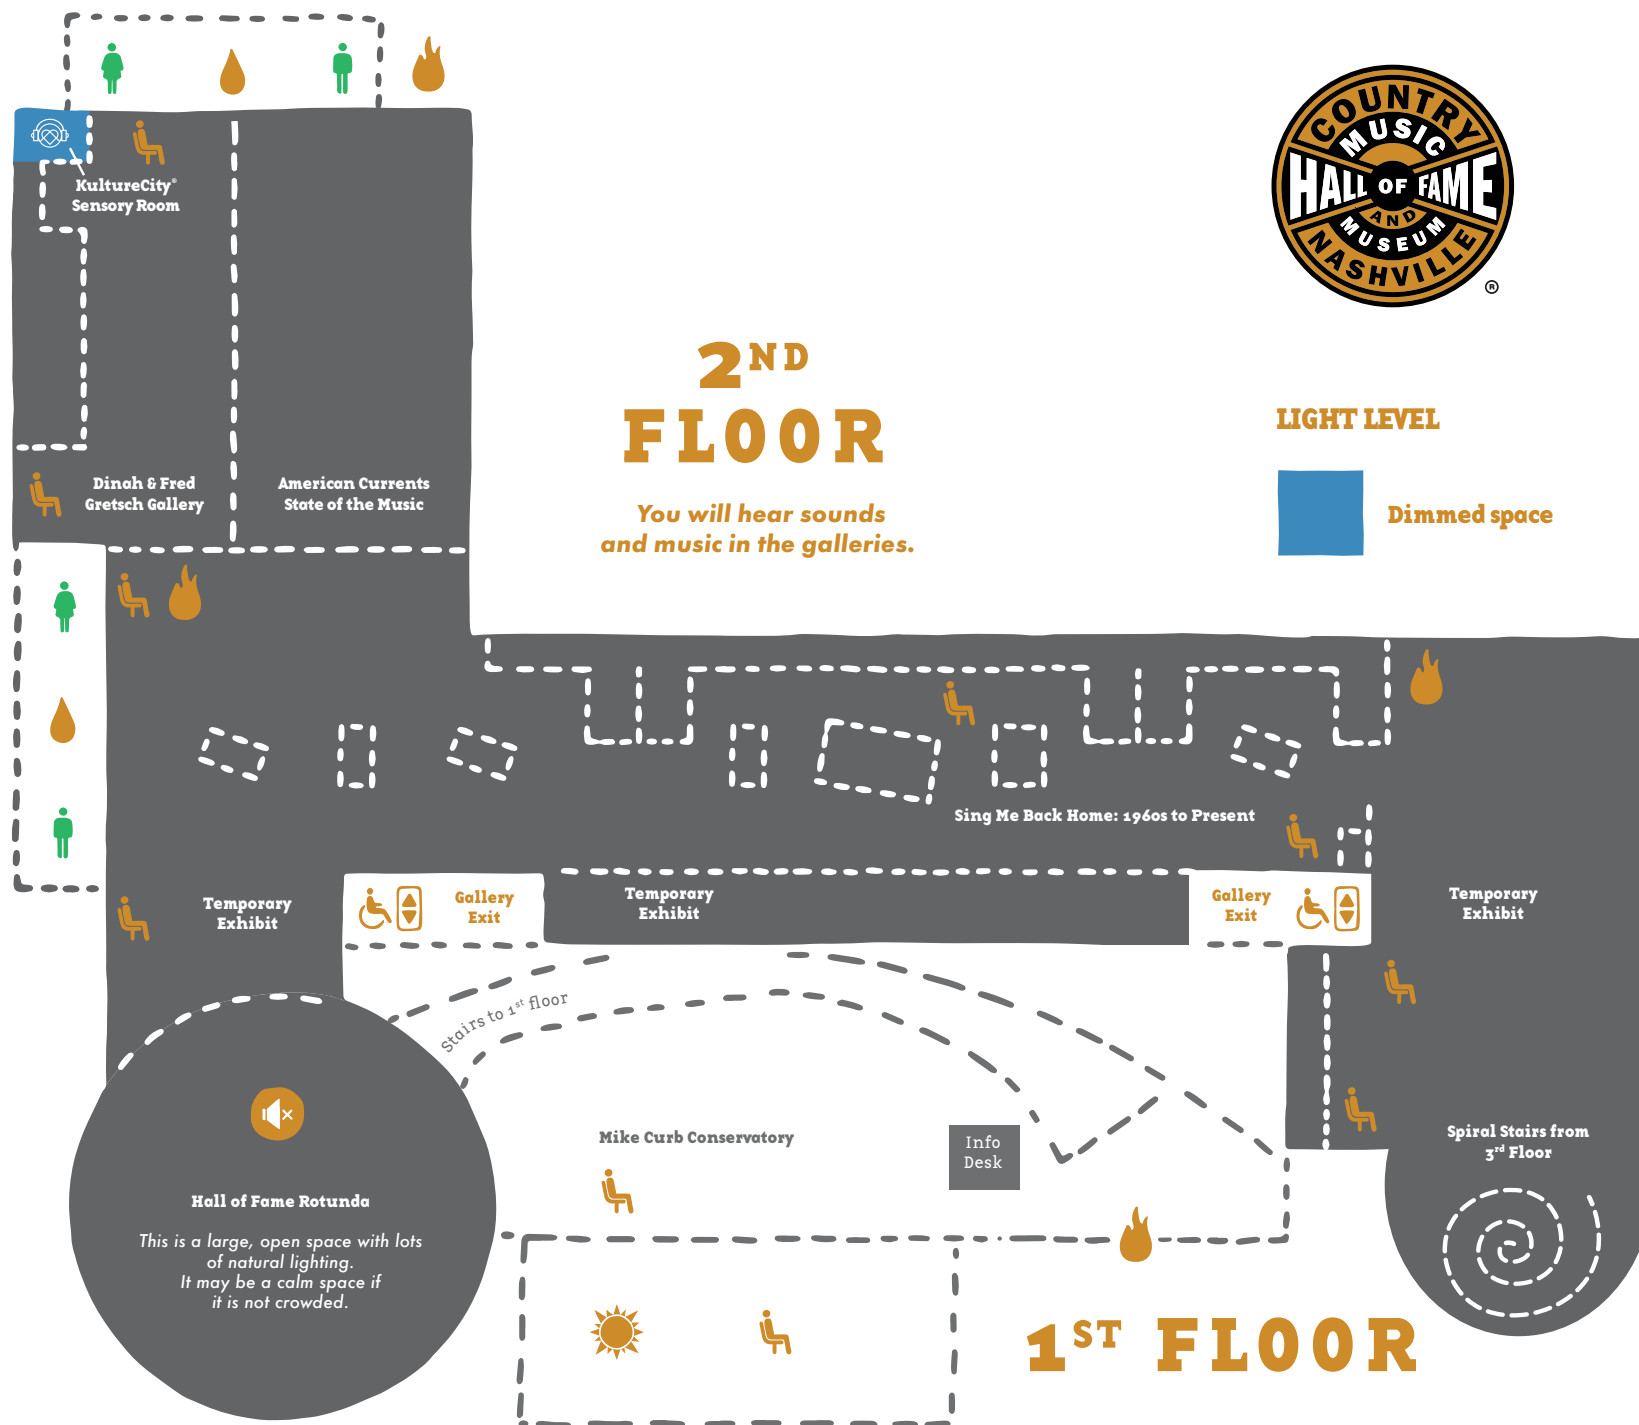 COUNTRY
MUSIC
HALL OF FAME
AND
MUSEUM
NASHVILLE
®
KultureCity®
Sensory Room
2ND
FLOOR
You will hear sounds
and music in the galleries.
LIGHT LEVEL
Dimmed space
Dinah & Fred
Gretsch Gallery
American Currents
State of the Music
Sing Me Back Home: 1960s to Present
Temporary
Exhibit
Gallery
Exit
Temporary
Exhibit
Gallery
Exit
Temporary
Exhibit
Stairs to 1st floor
Mike Curb Conservatory
Info
Desk
Spiral Stairs from
3rd Floor
Hall of Fame Rotunda
This is a large, open space with lots
of natural lighting.
It may be a calm space if
it is not crowded.
1ST FLOOR